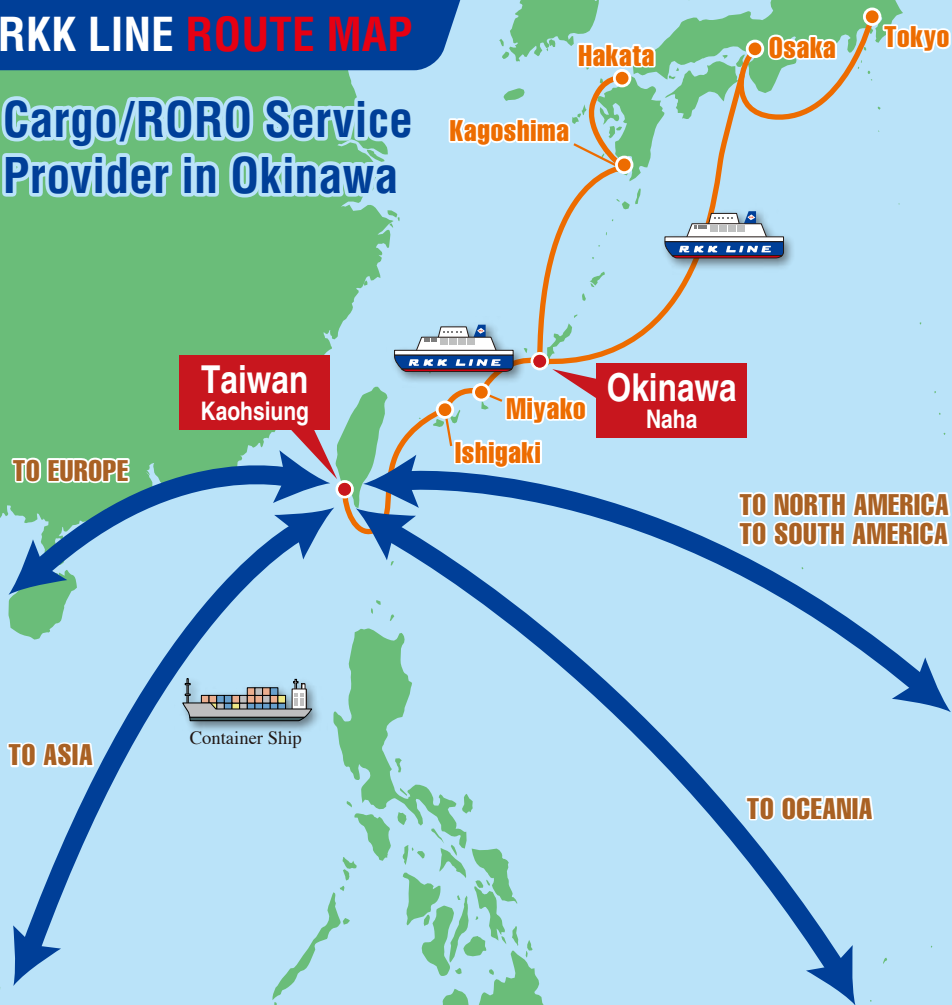 RKK LINE ROUTE MAP
Cargo/RORO Service
Provider in Okinawa
Hakata
Osaka
Tokyo
Kagoshima
RKK LINE
RKK LINE
Taiwan
Kaohsiung
Okinawa
Naha
Miyako
Ishigaki
TO EUROPE
TO NORTH AMERICA
TO SOUTH AMERICA
Container Ship
TO ASIA
TO OCEANIA